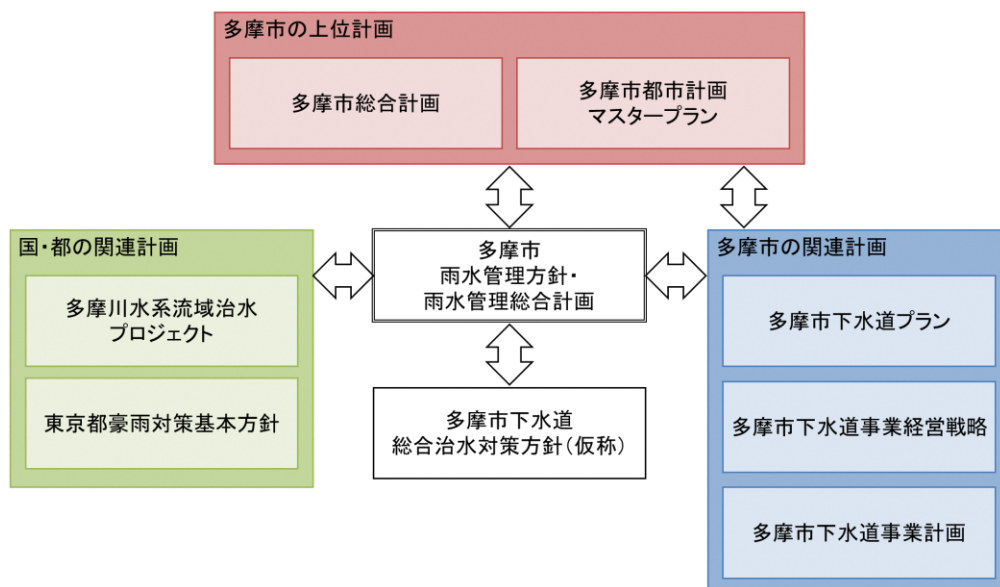 多摩市の上位計画
多摩市総合計画
多摩市都市計画
マスタープラン
国・都の関連計画
多摩川水系流域治水
プロジェクト
東京都豪雨対策基本方針
多摩市
雨水管理方針・
雨水管理総合計画
多摩市下水道
総合治水対策方針(仮称)
多摩市の関連計画
多摩市下水道プラン
多摩市下水道事業経営戦略
多摩市下水道事業計画